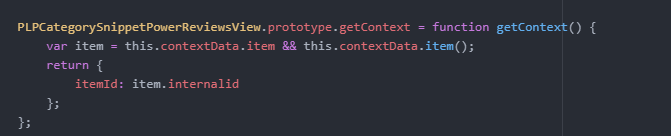 PLPCategorySnippetPowerReviewsView.prototype.getContext = function getContext() {
    var item = this.contextData.item && this.contextData.item();
    return {
        itemId: item.internalid
    };
};